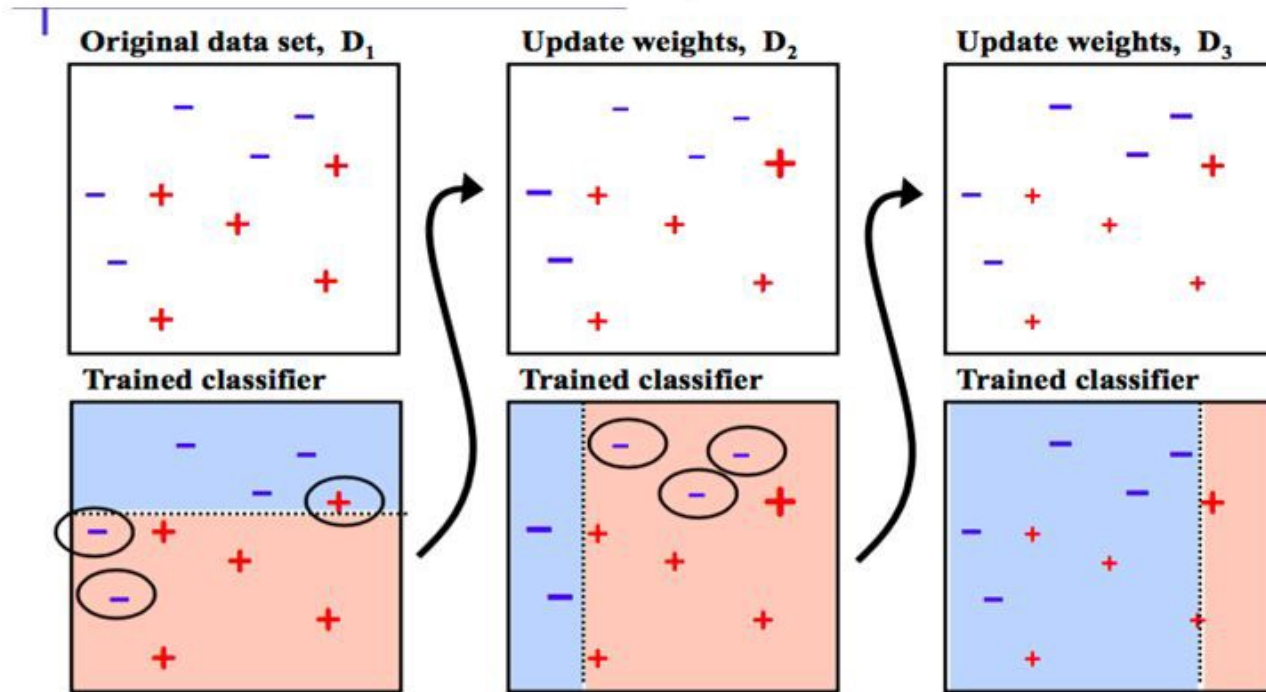 Original data set, D₁
Update weights, D₂
Update weights, D₃
Trained classifier
Trained classifier
Trained classifier